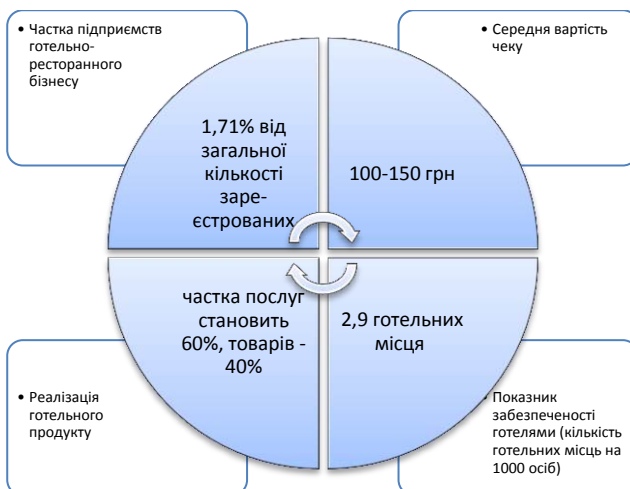 • Частка підприємств
готельно-
ресторанного
бізнесу
• Середня вартість
чеку
1,71% від
загальної
кількості
заре-
єстрованих
100-150 грн
частка послуг
становить
60%, товарів -
40%
2,9 готельних
місця
• Реалізація
готельного
продукту
• Показник
забезпеченості
готелями (кількість
готельних місць на
1000 осіб)